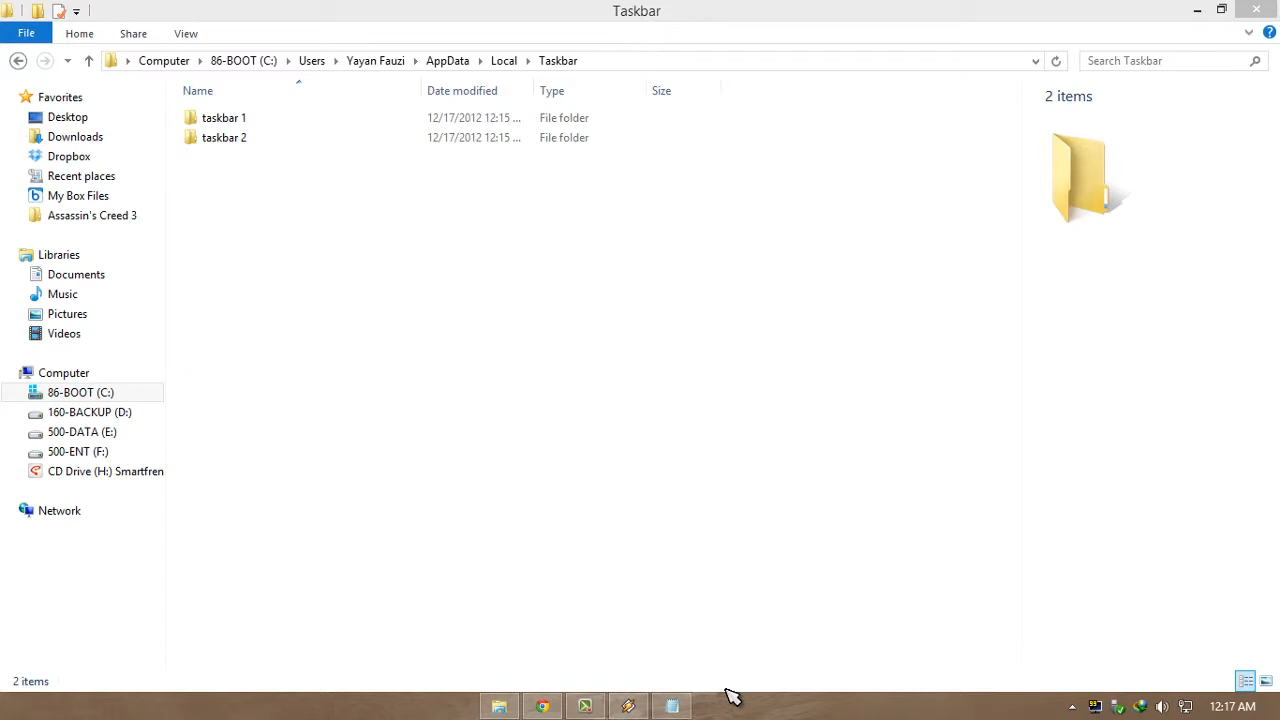 Taskbar
File Home Share View
Computer 86-BOOT (C:) Users Yayan Fauzi AppData Local Taskbar
Search Taskbar
Name Date modified Type Size
taskbar 1 12/17/2012 12:15 ... File folder
taskbar 2 12/17/2012 12:15 ... File folder
2 items
Favorites
Desktop
Downloads
Dropbox
Recent places
My Box Files
Assassin's Creed 3
Libraries
Documents
Music
Pictures
Videos
Computer
86-BOOT (C:)
160-BACKUP (D:)
500-DATA (E:)
500-ENT (F:)
CD Drive (H:) Smartfren
Network
2 items
12:17 AM